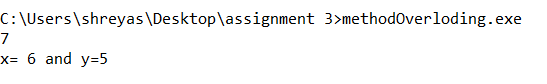 C:\Users\shreyas\Desktop\assignment 3>methodOverloding.exe
7
x= 6 and y=5